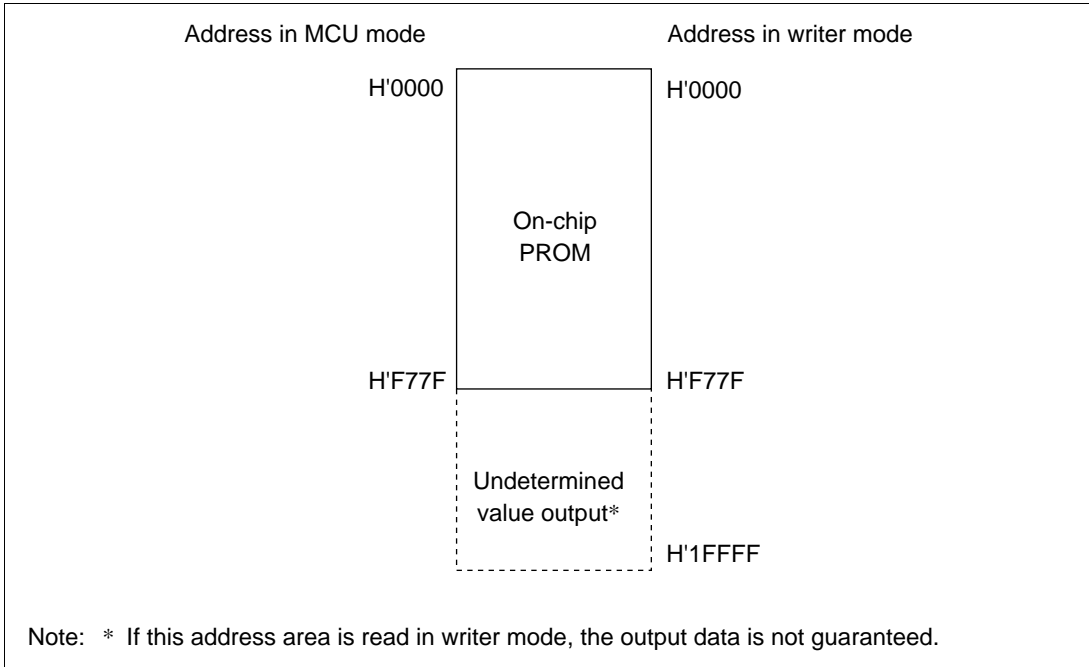 Address in MCU mode
Address in writer mode
H'0000
H'0000
On-chip
PROM
H'F77F
H'F77F
Undetermined
value output*
H'1FFFF
Note: * If this address area is read in writer mode, the output data is not guaranteed.